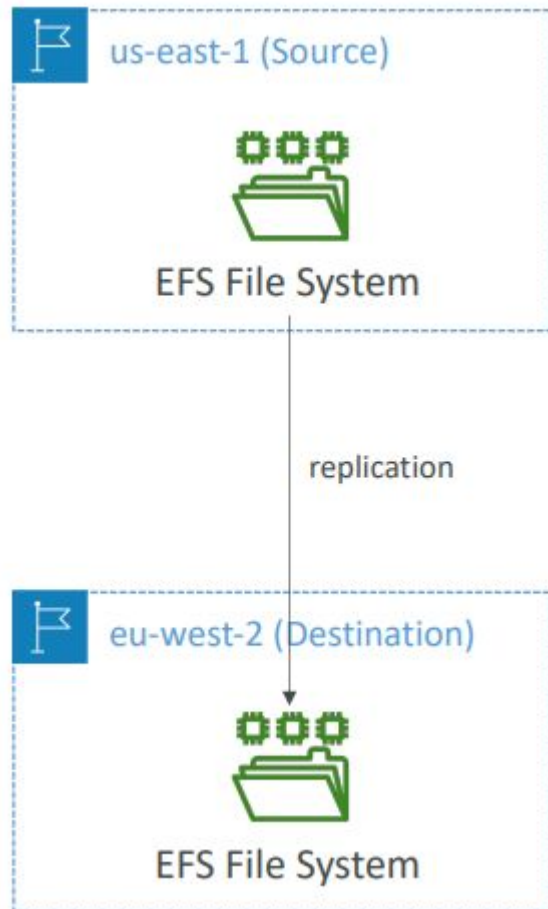 us-east-1 (Source)
EFS File System
replication
eu-west-2 (Destination)
EFS File System